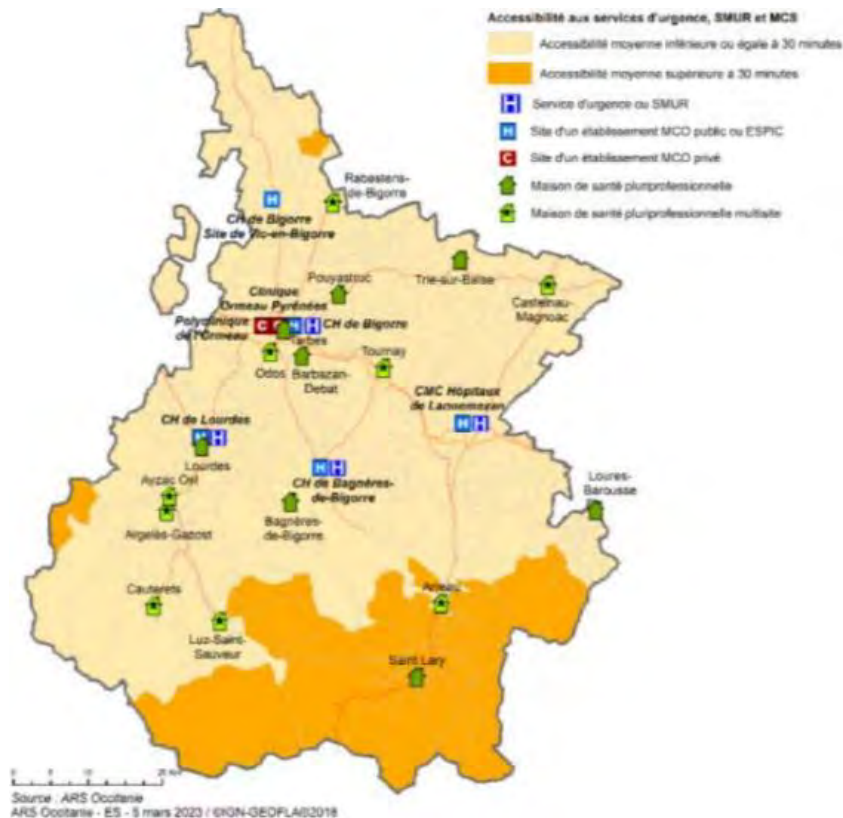 Accessibilité aux services d'urgence, SMUR et MCS
Accessibilité moyenne inférieure ou égale à 30 minutes
Accessibilité moyenne supérieure à 30 minutes
H Service d'urgence ou SMUR
H Site d'un établissement MCO public ou ESPIC
C Site d'un établissement MCO privé
Maison de santé pluriprofessionnelle
Maison de santé pluriprofessionnelle multisite
Rabastens-
de-Bigorre
H
CH de Bigorre
Site de Vic-en-Bigorre
Pouyastruc
Trie-sur-Baïse
Castelnau-
Magnoac
Clinique
Ormeau Pyrénées
Polyclinique
de l'Ormeau
C C H H
CH de Bigorre
Tarbes
Odos
Barbazan-
Debat
Tournay
CMC Hôpitaux
de Lannemezan
H H
CH de Lourdes
H H
Lourdes
H H
CH de Bagnères-
de-Bigorre
Loures-
Barousse
Ayzac Ost
Argelès-Gazost
Bagnères-
de-Bigorre
Cauterets
Luz-Saint-
Sauveur
Arreau
Saint Lary
0 5 10 20 Km
Source : ARS Occitanie
ARS Occitanie - ES - 5 mars 2023 / ©IGN-GEOFLA®2018